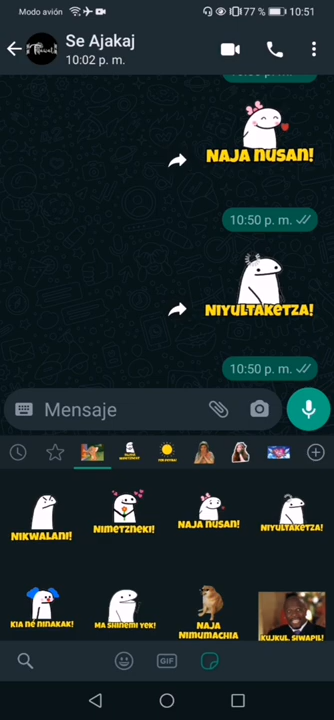 Modo avión
77 %
10:51
Se Ajakaj
10:02 p. m.
NAJA NUSAN!
10:50 p. m.
NIYULTAKETZA!
10:50 p. m.
Mensaje
NIKWALANI!
NIMETZNEKI!
NAJA NUSAN!
NIYULTAKETZA!
KIA NÉ NINAKAK!
MA SHINEMI YEK!
NAJA
NIMUMACHIA
¡KUJKUL, SIWAPIL!
GIF